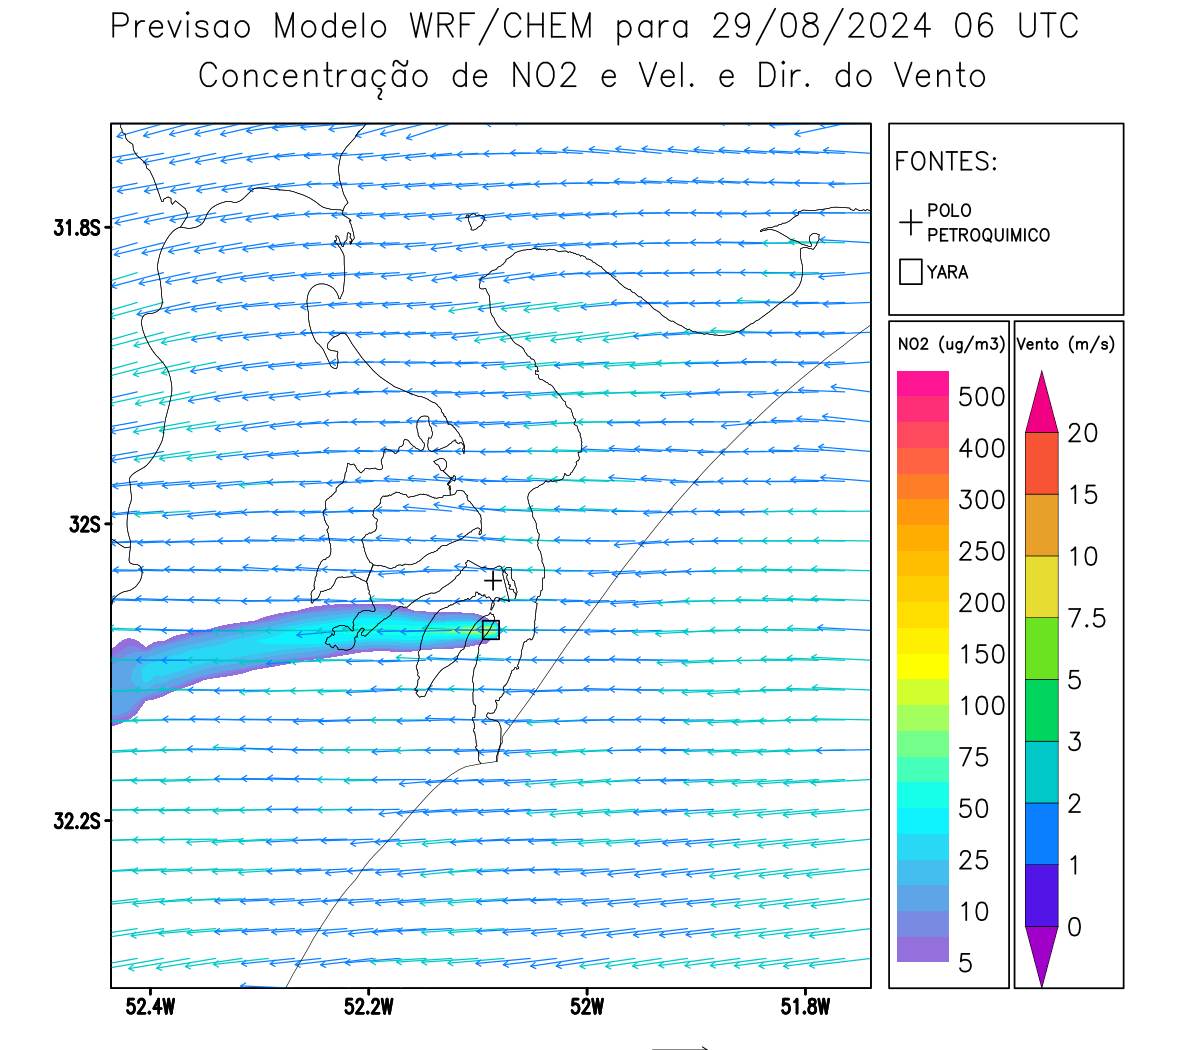 Previsao Modelo WRF/CHEM para 29/08/2024 06 UTC
Concentração de NO2 e Vel. e Dir. do Vento
FONTES:
POLO
PETROQUIMICO
YARA
NO2 (ug/m3)
500
400
300
250
200
150
100
75
50
25
10
5
Vento (m/s)
20
15
10
7.5
5
3
2
1
0
31.8S
32S
32.2S
52.4W
52.2W
52W
51.8W